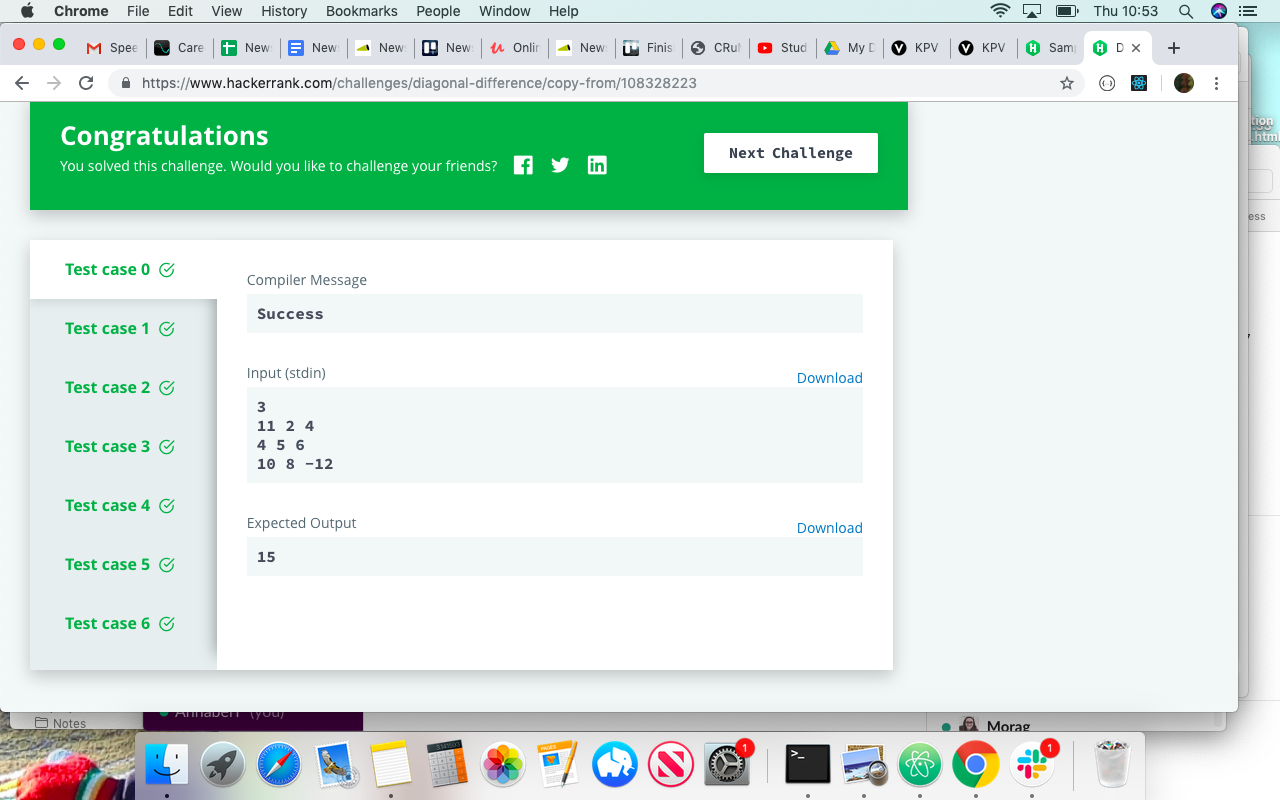 Chrome File Edit View History Bookmarks People Window Help Thu 10:53
Spee Care New New New New Onlin New Finis CRu Stud My D KPV KPV Sam D
https://www.hackerrank.com/challenges/diagonal-difference/copy-from/108328223
tion
.htm
Congratulations
You solved this challenge. Would you like to challenge your friends?
Next Challenge
ess
Test case 0
Test case 1
Test case 2
Test case 3
Test case 4
Test case 5
Test case 6
Compiler Message
Success
Input (stdin) Download
3
11 2 4
4 5 6
10 8 -12
Expected Output Download
15
Notes
(you)
Morag
PAGES
1
>_
1